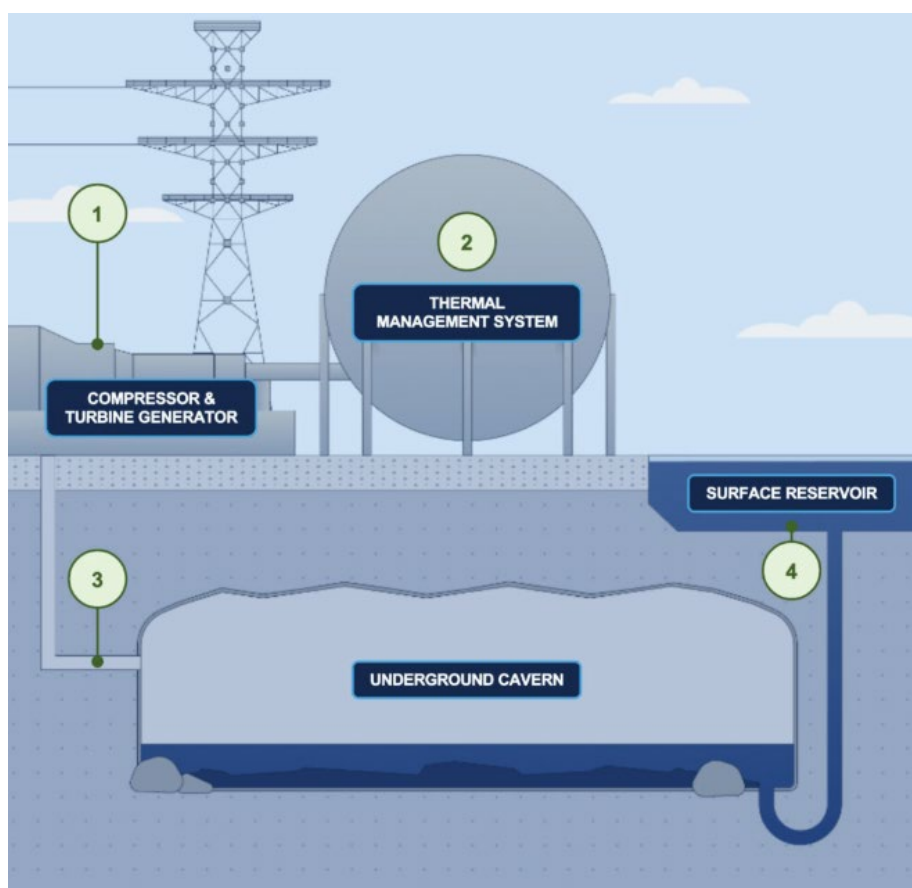 1
2
THERMAL
MANAGEMENT SYSTEM
COMPRESSOR &
TURBINE GENERATOR
SURFACE RESERVOIR
3
4
UNDERGROUND CAVERN